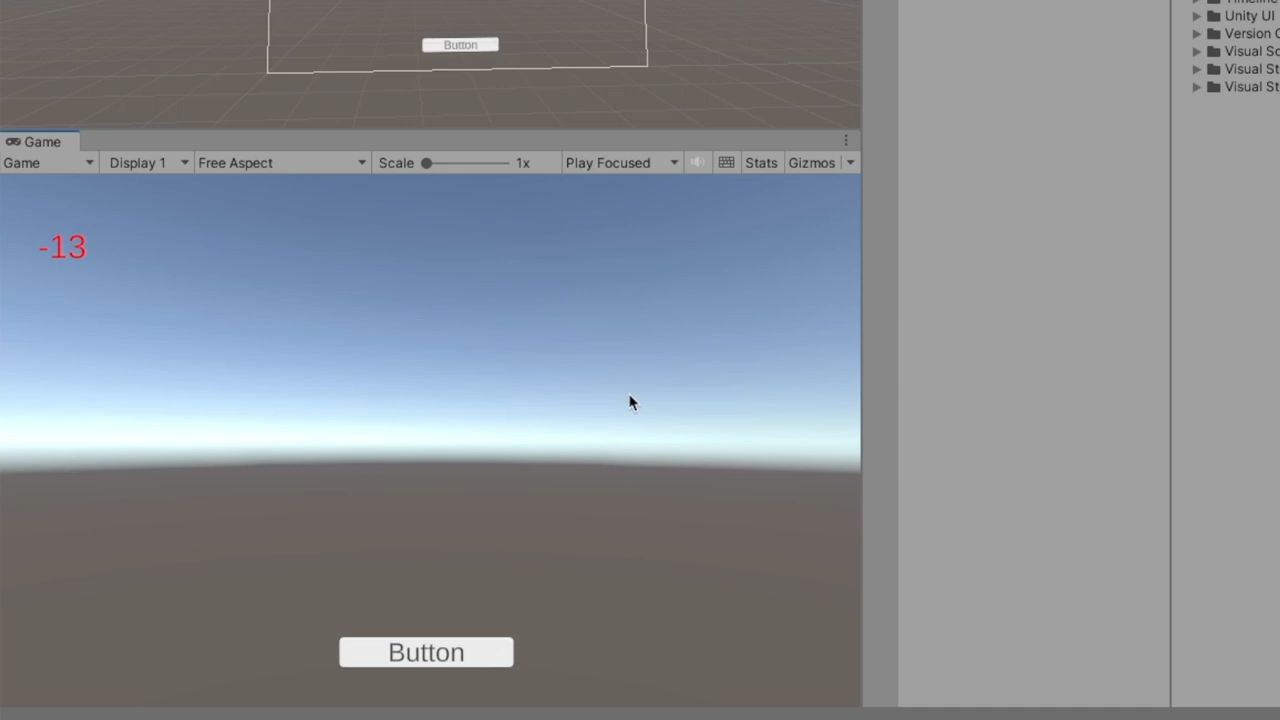 Unity UI
Version C
Visual Sc
Visual St
Visual St
Button
Game
Game
Display 1
Free Aspect
Scale
1x
Play Focused
Stats
Gizmos
-13
Button